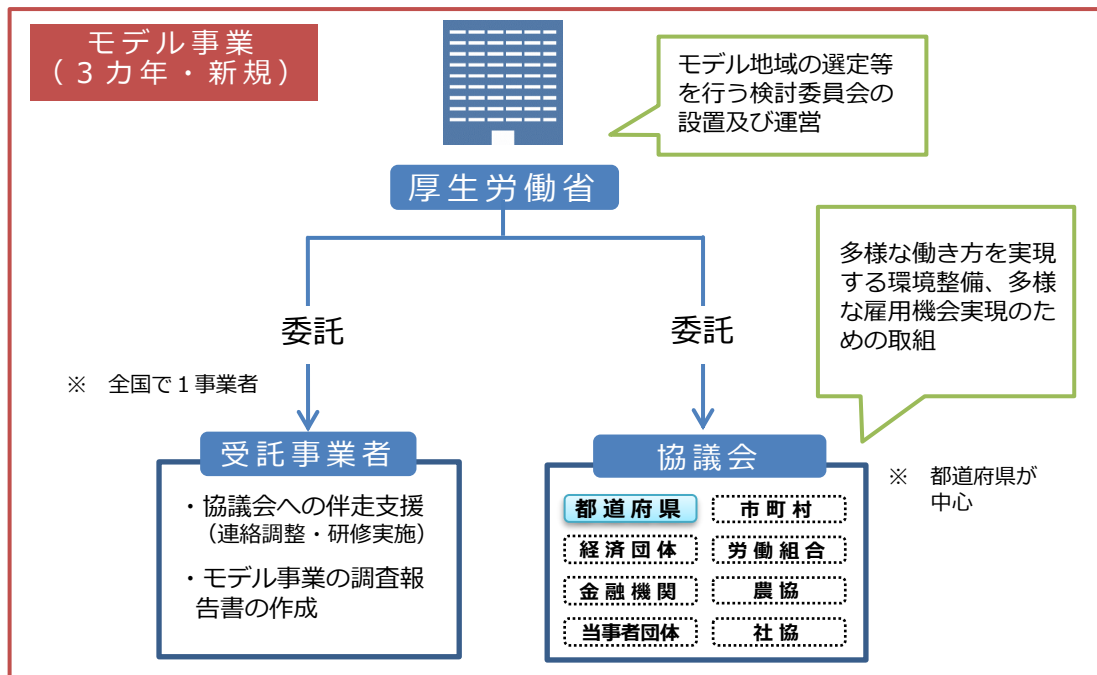 モデル事業
（３カ年・新規）
モデル地域の選定等
を行う検討委員会の
設置及び運営
厚生労働省
多様な働き方を実現
する環境整備、多様
な雇用機会実現のた
めの取組
委託
委託
※　全国で１事業者
受託事業者
・協議会への伴走支援
（連絡調整・研修実施）
・モデル事業の調査報
告書の作成
協議会
※　都道府県が
中心
都道府県
市町村
経済団体
労働組合
金融機関
農協
当事者団体
社協